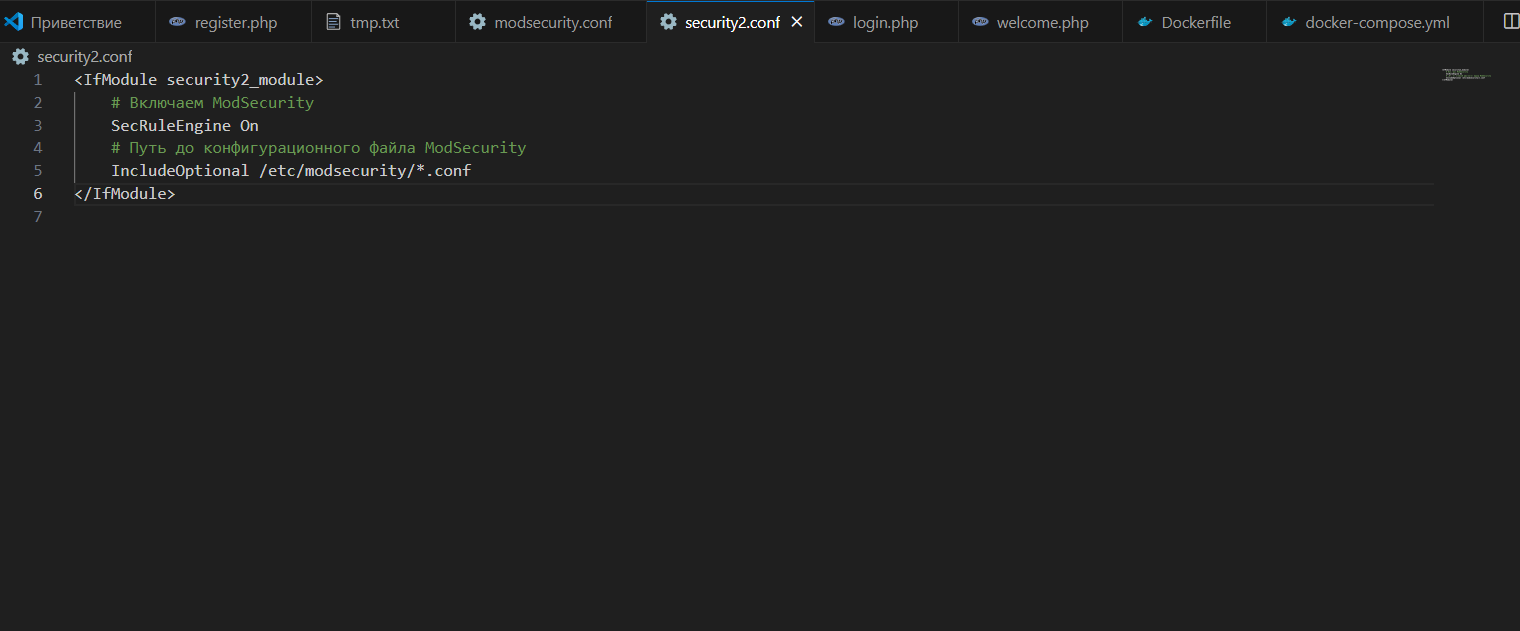 Приветствие register.php tmp.txt modsecurity.conf security2.conf login.php welcome.php Dockerfile docker-compose.yml
security2.conf
1 <IfModule security2_module>
2 # Включаем ModSecurity
3 SecRuleEngine On
4 # Путь до конфигурационного файла ModSecurity
5 IncludeOptional /etc/modsecurity/*.conf
6 </IfModule>
7